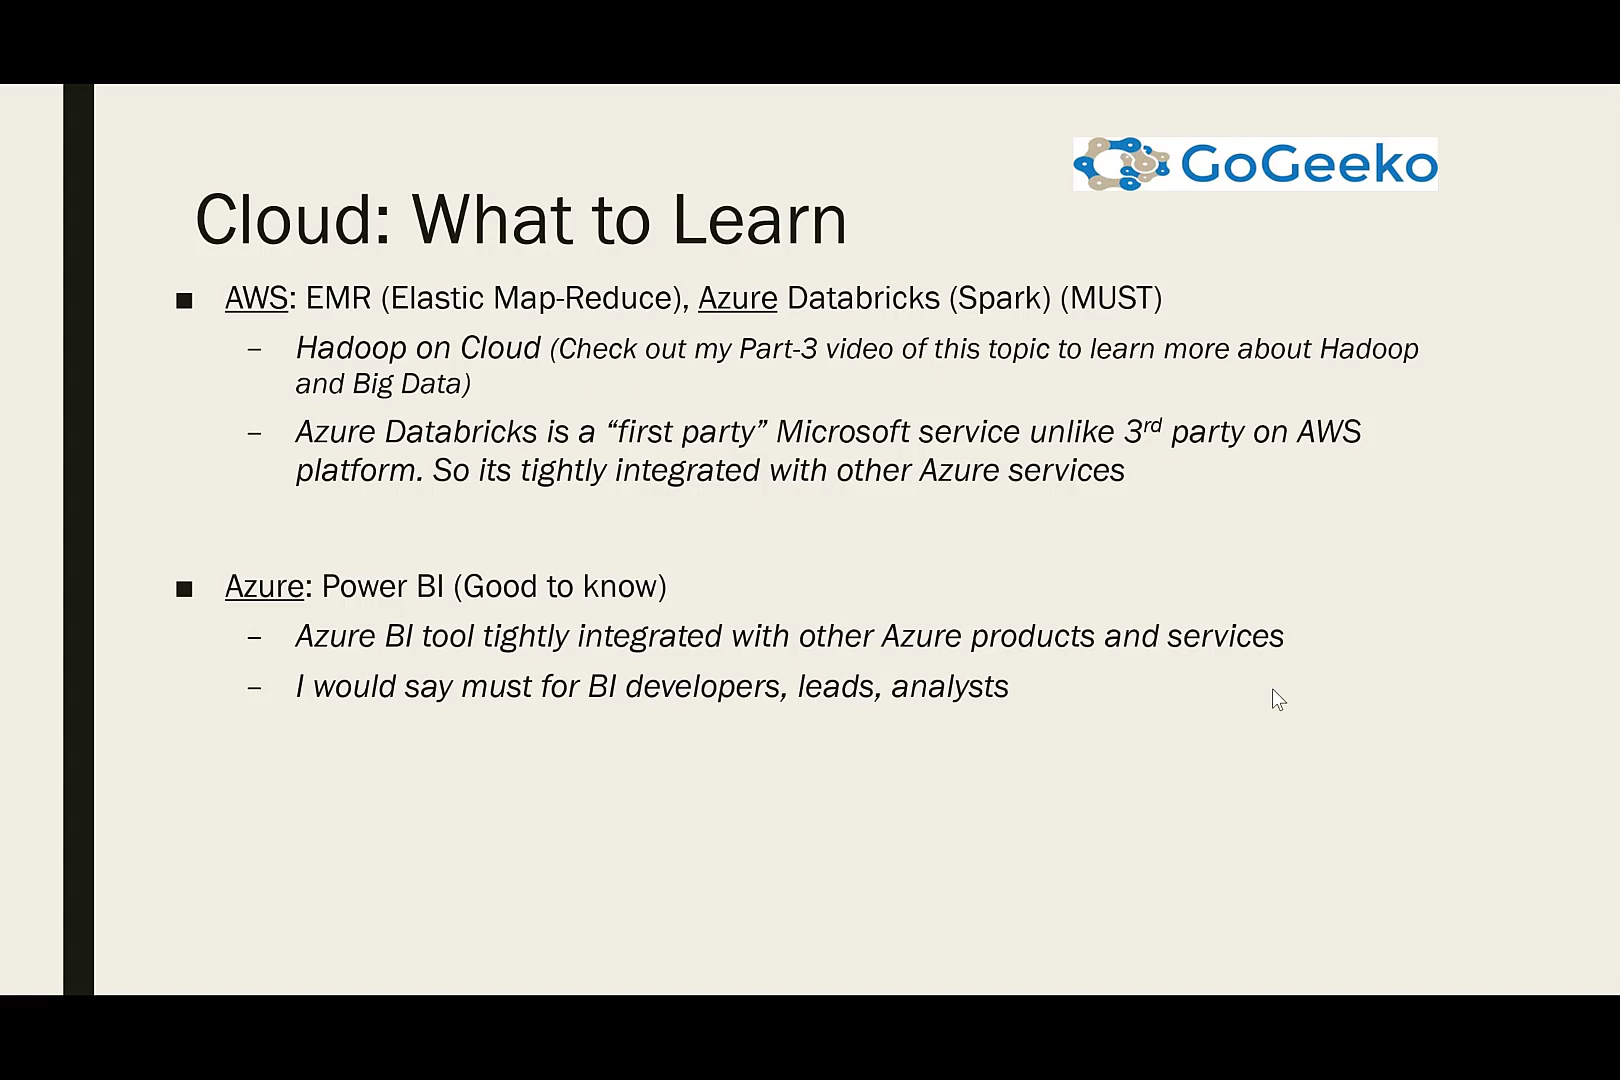 GoGeeko
Cloud: What to Learn
■ AWS: EMR (Elastic Map-Reduce), Azure Databricks (Spark) (MUST)
– Hadoop on Cloud (Check out my Part-3 video of this topic to learn more about Hadoop
and Big Data)
– Azure Databricks is a “first party” Microsoft service unlike 3rd party on AWS
platform. So its tightly integrated with other Azure services
■ Azure: Power BI (Good to know)
– Azure BI tool tightly integrated with other Azure products and services
– I would say must for BI developers, leads, analysts